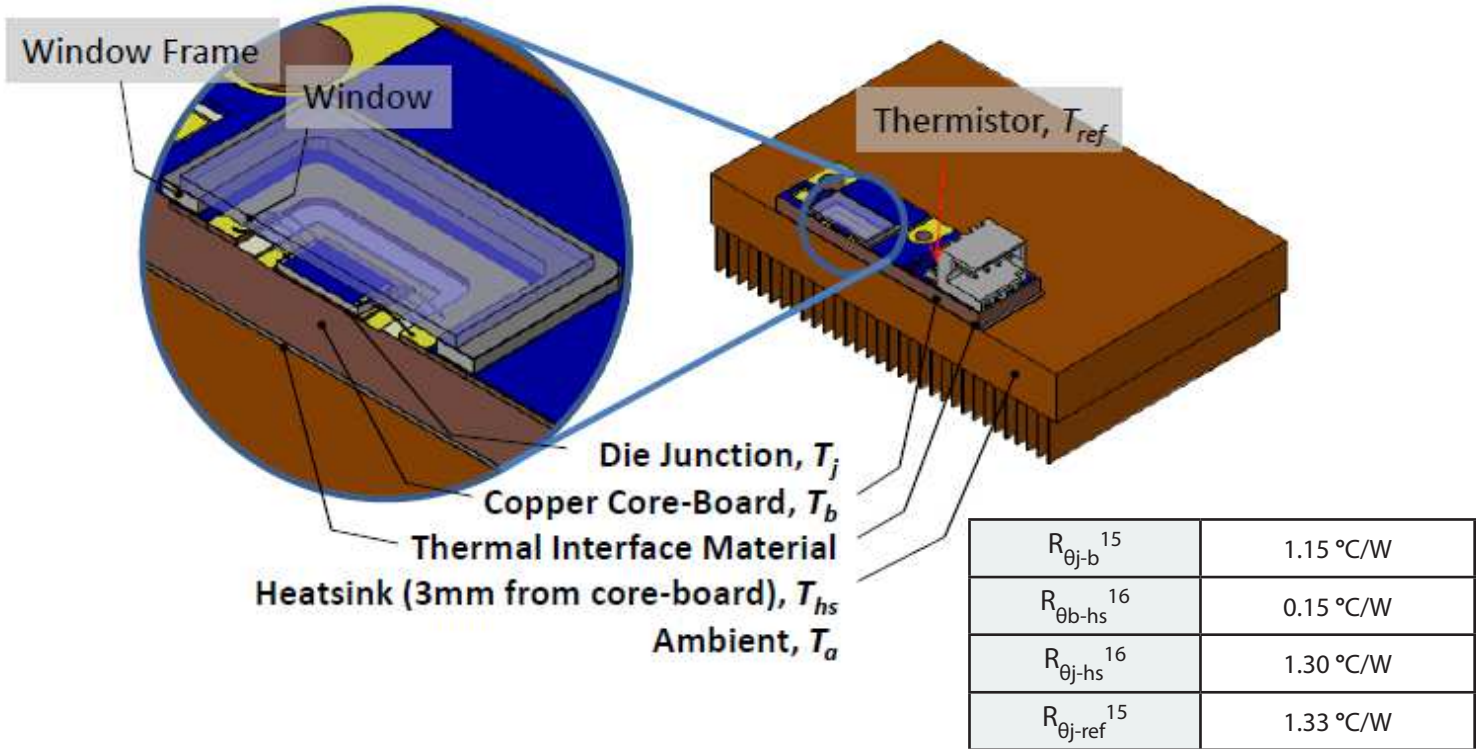 Window Frame
Window
Thermistor, Tref
Die Junction, Tj
Copper Core-Board, Tb
Thermal Interface Material
Heatsink (3mm from core-board), Ths
Ambient, Ta
Rθj-b15 1.15 °C/W
Rθb-hs16 0.15 °C/W
Rθj-hs16 1.30 °C/W
Rθj-ref15 1.33 °C/W